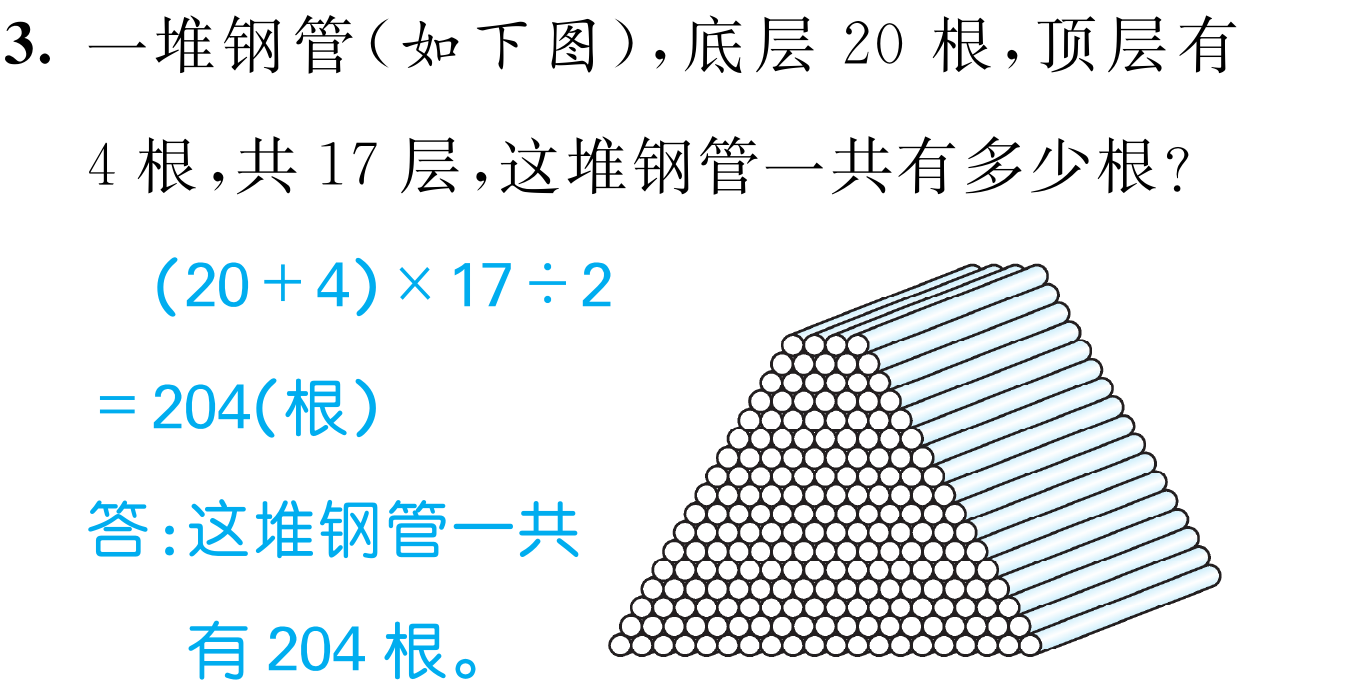 3. 一堆钢管(如下图),底层 20 根,顶层有
4 根,共 17 层,这堆钢管一共有多少根?
(20+4)×17÷2
=204(根)
答:这堆钢管一共
有 204 根。